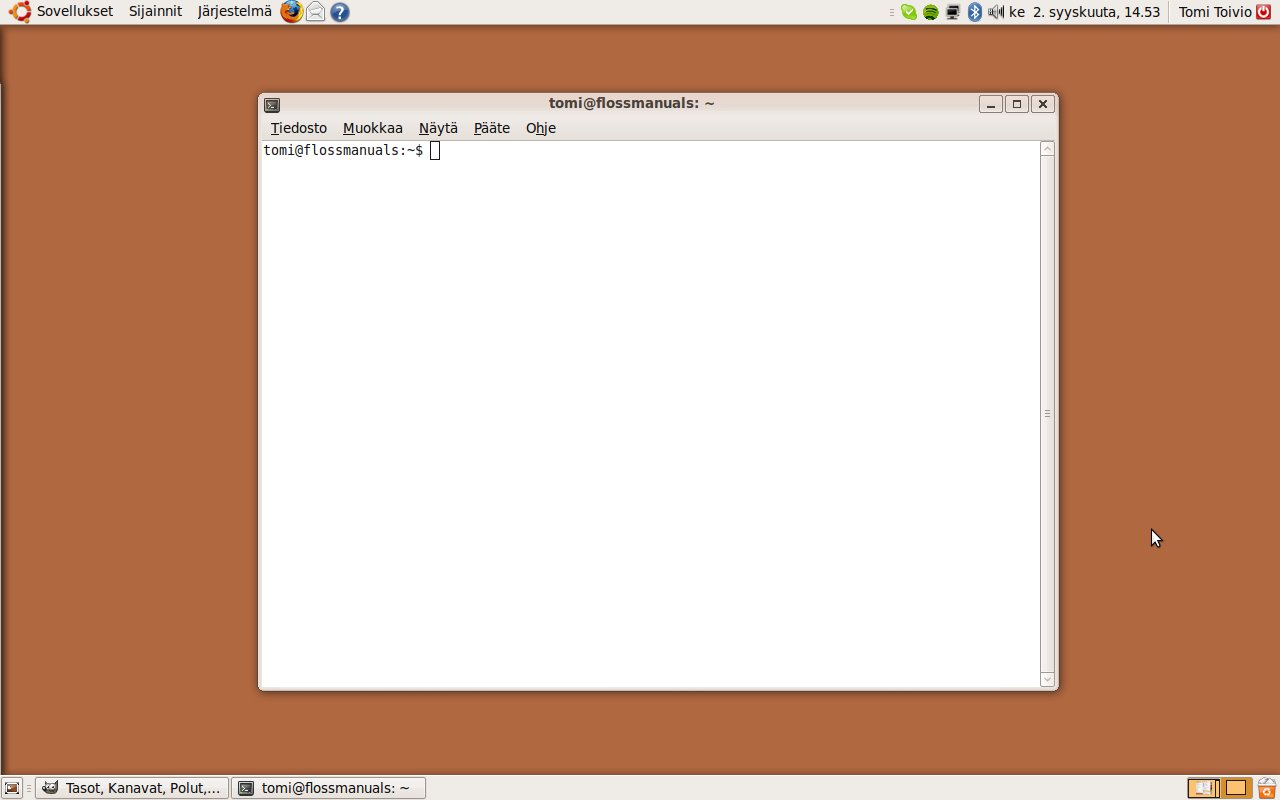 Sovellukset Sijainnit Järjestelmä ke 2. syyskuuta, 14.53 Tomi Toivio
tomi@flossmanuals: ~
Tiedosto Muokkaa Näytä Pääte Ohje
tomi@flossmanuals:~$
Tasot, Kanavat, Polut,... tomi@flossmanuals: ~